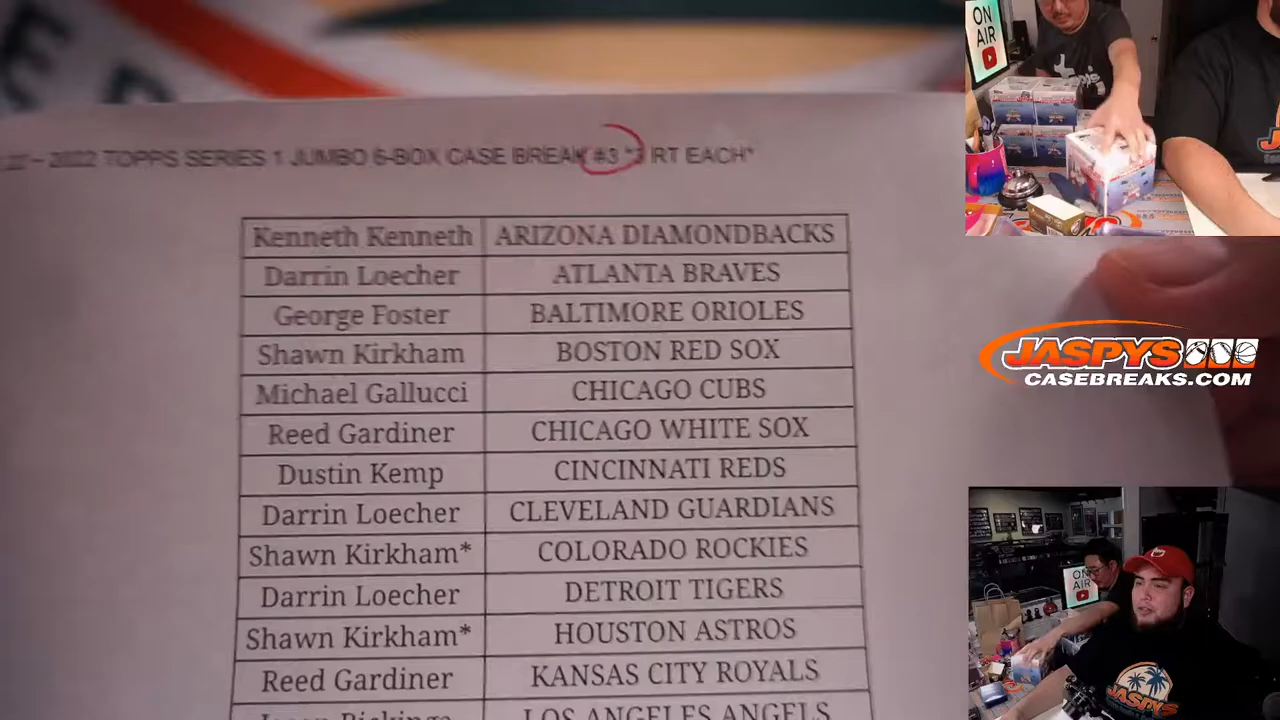 ON
AIR
2022 TOPPS SERIES 1 JUMBO 6-BOX CASE BREAK #3 RT EACH*
Kenneth Kenneth ARIZONA DIAMONDBACKS
Darrin Loecher ATLANTA BRAVES
George Foster BALTIMORE ORIOLES
Shawn Kirkham BOSTON RED SOX
Michael Gallucci CHICAGO CUBS
Reed Gardiner CHICAGO WHITE SOX
Dustin Kemp CINCINNATI REDS
Darrin Loecher CLEVELAND GUARDIANS
Shawn Kirkham* COLORADO ROCKIES
Darrin Loecher DETROIT TIGERS
Shawn Kirkham* HOUSTON ASTROS
Reed Gardiner KANSAS CITY ROYALS
LOS ANGELES ANGELS
JASPYS
CASEBREAKS.COM
ON
AIR
JASPYS